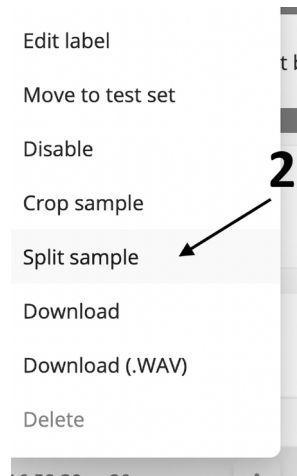 Edit label
Move to test set
Disable
2
Crop sample
Split sample
Download
Download (.WAV)
Delete